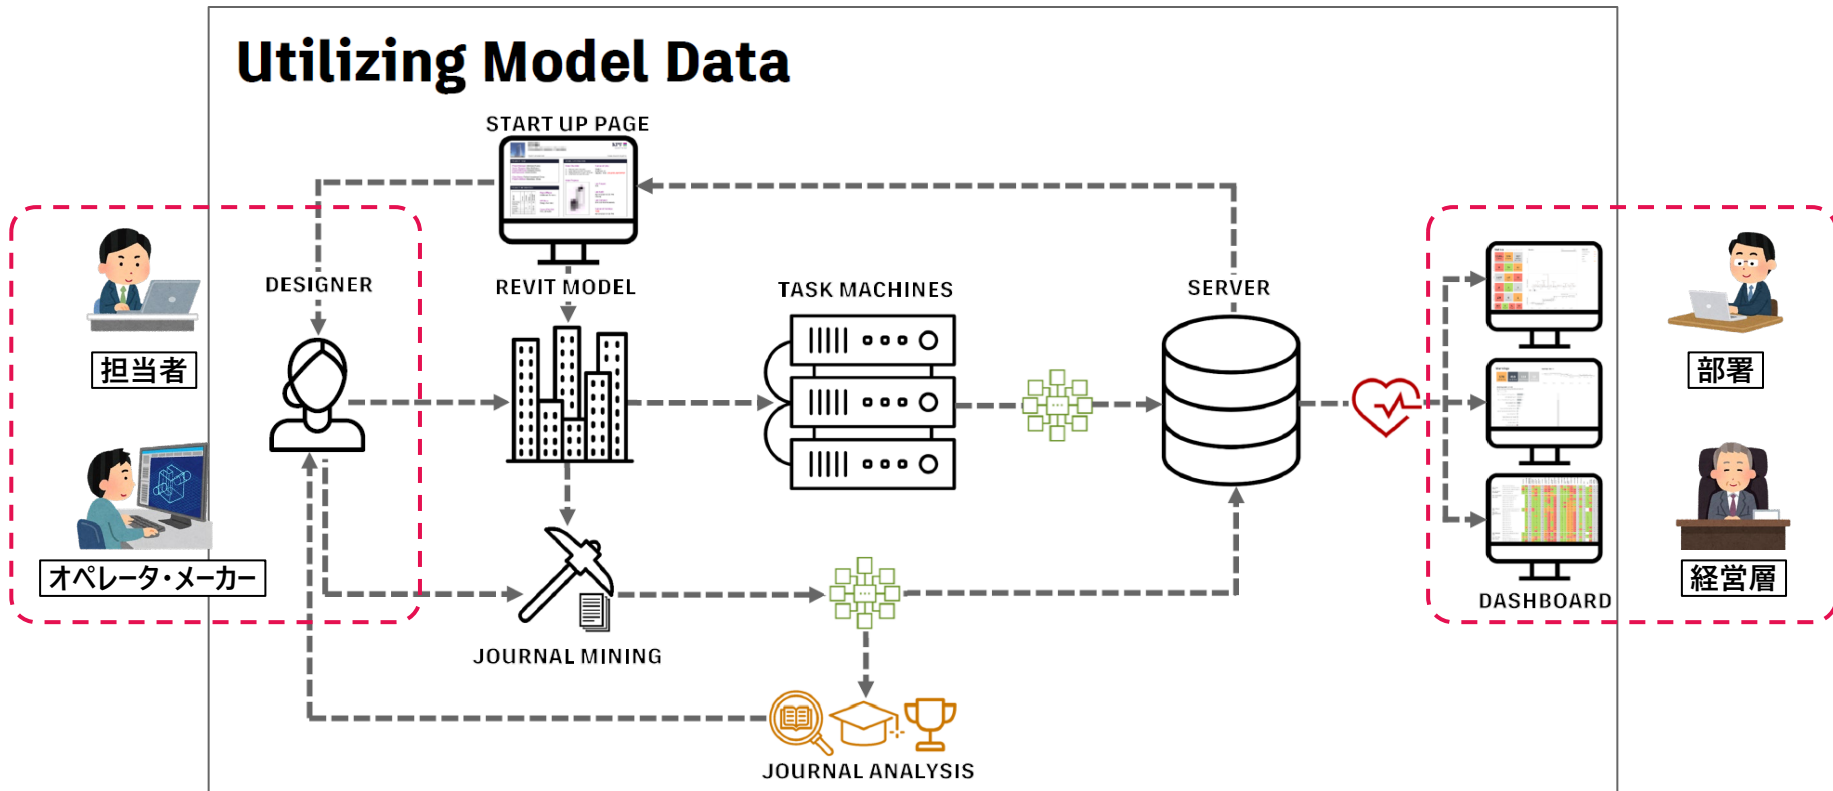 Utilizing Model Data
START UP PAGE
DESIGNER
REVIT MODEL
TASK MACHINES
SERVER
担当者
部署
オペレータ・メーカー
経営層
DASHBOARD
JOURNAL MINING
JOURNAL ANALYSIS